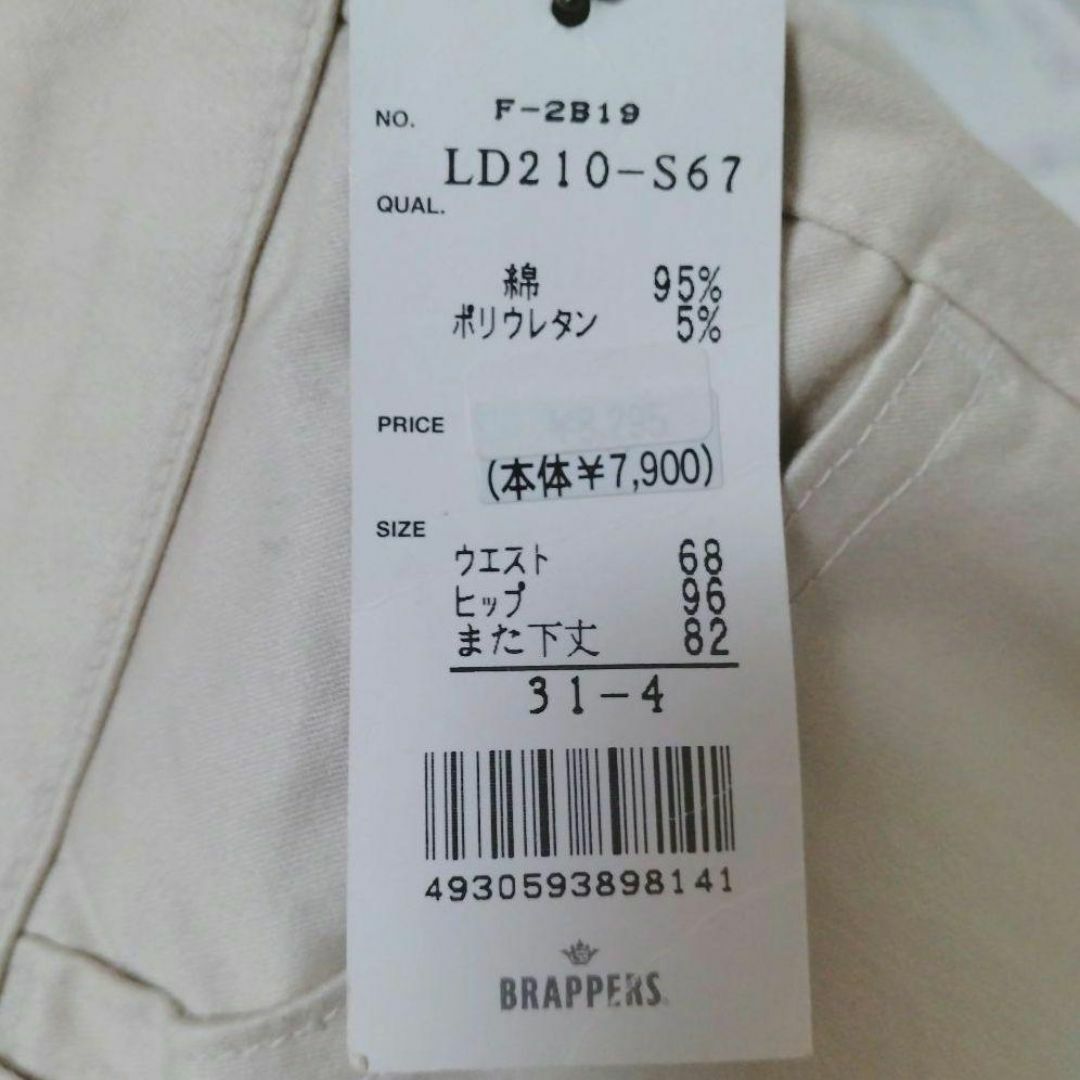 NO. F-2B19
LD210-S67
QUAL.
綿 95%
ポリウレタン 5%
PRICE
(本体¥7,900)
SIZE
ウエスト 68
ヒップ 96
また下丈 82
31-4
4930593898141
BRAPPERS